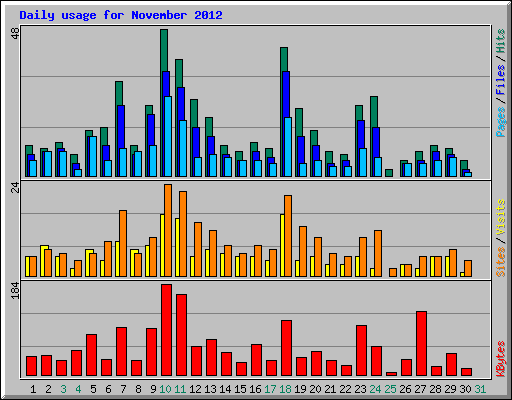 Daily usage for November 2012
48
Pages / Files / Hits
24
Sites / Visits
184
KBytes
1 2 3 4 5 6 7 8 9 10 11 12 13 14 15 16 17 18 19 20 21 22 23 24 25 26 27 28 29 30 31